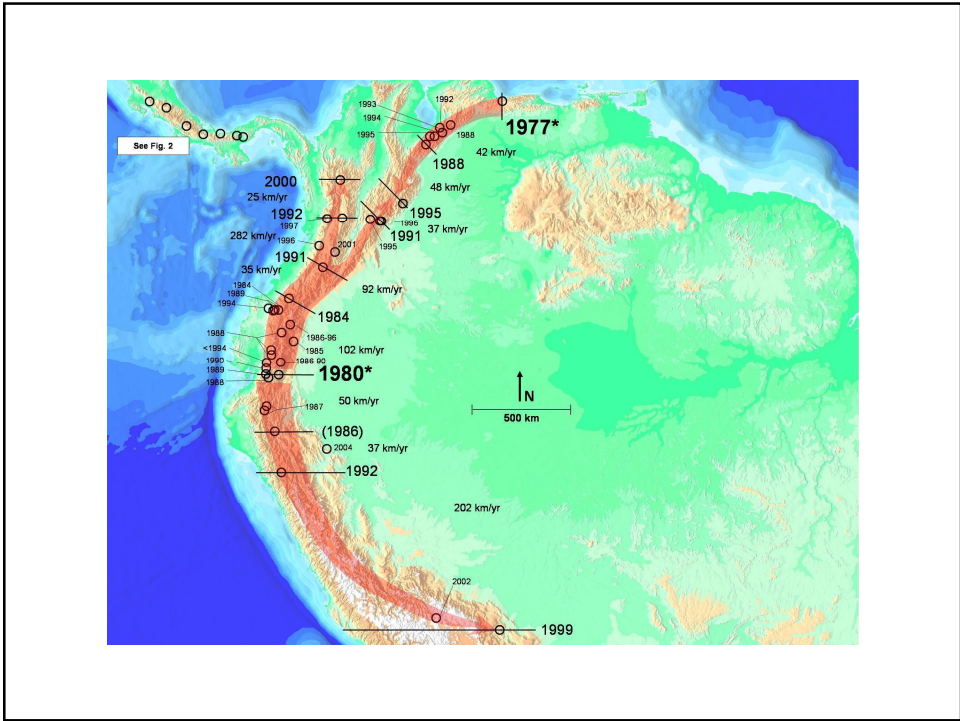 1993
1992
1994
1995
1977*
1988
See Fig. 2
1988
42 km/yr
2000
48 km/yr
25 km/yr
1995
1992
1997
1996
37 km/yr
282 km/yr
1996
1991
2001
1995
1991
35 km/yr
1984
92 km/yr
1989
1994
1984
1988
1986-96
<1994
1985
102 km/yr
1990
1986-90
1989
1980*
1988
N
50 km/yr
1987
500 km
(1986)
2004
37 km/yr
1992
202 km/yr
2002
1999